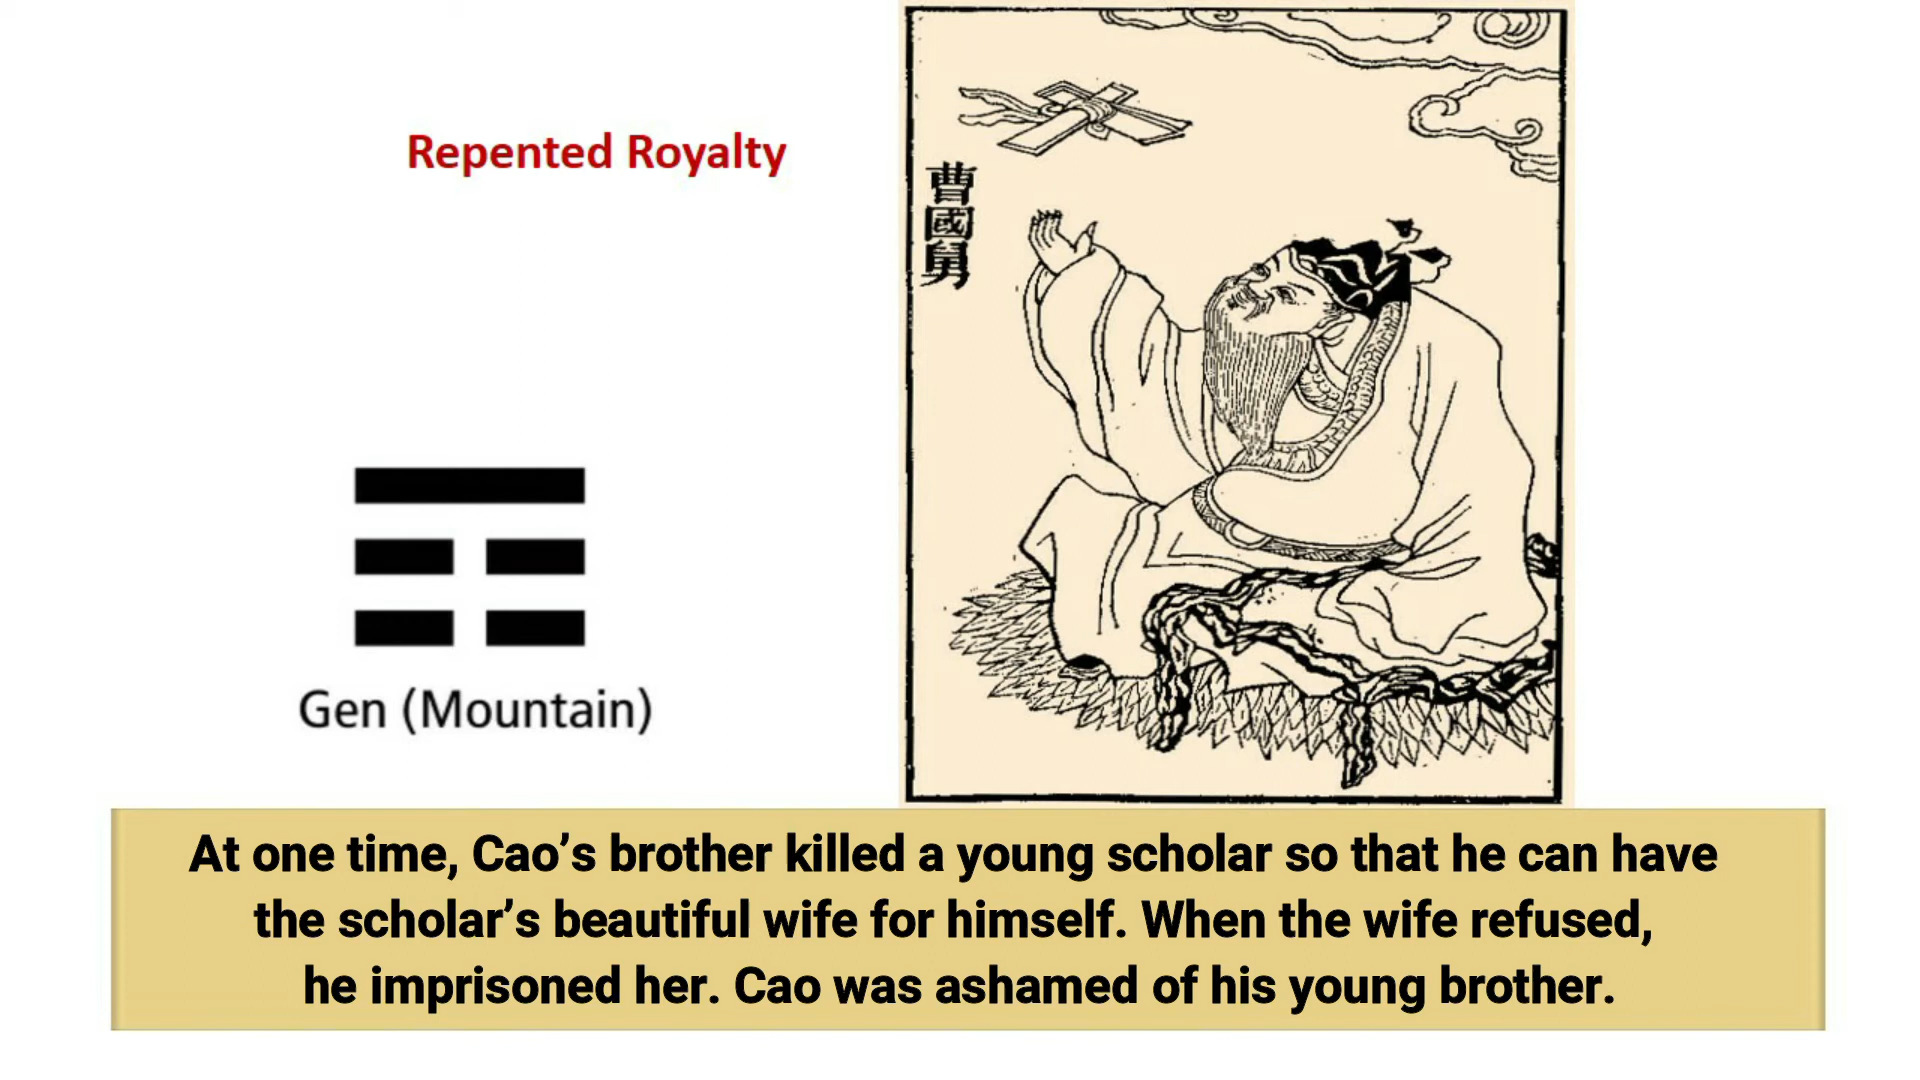 Repented Royalty
曹國舅
Gen (Mountain)
At one time, Cao’s brother killed a young scholar so that he can have
the scholar’s beautiful wife for himself. When the wife refused,
he imprisoned her. Cao was ashamed of his young brother.